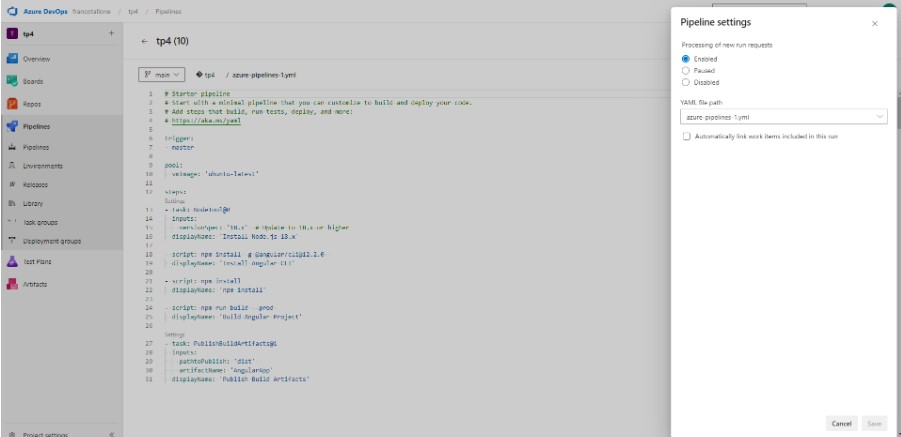 Azure DevOps francotallone / tp4 / Pipelines
tp4 +
Overview
Boards
Repos
Pipelines
Pipelines
Environments
Releases
Library
Task groups
Deployment groups
Test Plans
Artifacts
Project settings
← tp4 (10)
main tp4 / azure-pipelines-1.yml
1 # Starter pipeline
2 # Start with a minimal pipeline that you can customize to build and deploy your code.
3 # Add steps that build, run tests, deploy, and more:
4 # https://aka.ms/yaml
5
6 trigger:
7 - master
8
9 pool:
10 vmImage: 'ubuntu-latest'
11
12 steps:
Settings
13 - task: NodeTool@0
14 inputs:
15 versionSpec: '18.x' # Update to 18.x or higher
16 displayName: 'Install Node.js 18.x'
17
18 - script: npm install -g @angular/cli@12.2.0
19 displayName: 'Install Angular CLI'
20
21 - script: npm install
22 displayName: 'npm install'
23
24 - script: npm run build --prod
25 displayName: 'Build Angular Project'
26
Settings
27 - task: PublishBuildArtifacts@1
28 inputs:
29 pathtoPublish: 'dist'
30 artifactName: 'AngularApp'
31 displayName: 'Publish Build Artifacts'
Pipeline settings
Processing of new run requests
Enabled
Paused
Disabled
YAML file path
azure-pipelines-1.yml
Automatically link work items included in this run
Cancel Save